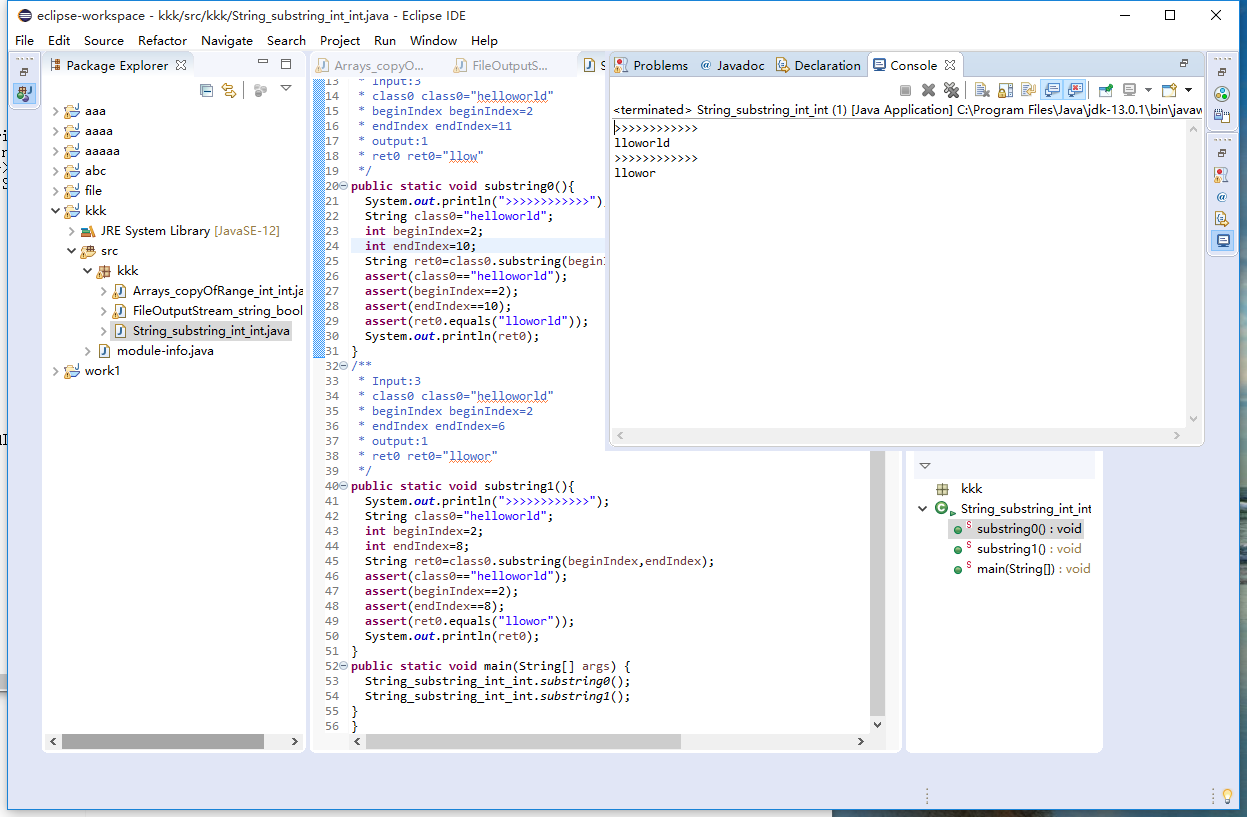 eclipse-workspace - kkk/src/kkk/String_substring_int_int.java - Eclipse IDE
File Edit Source Refactor Navigate Search Project Run Window Help
Package Explorer
aaa
aaaa
aaaaa
abc
file
kkk
JRE System Library [JavaSE-12]
src
kkk
Arrays_copyOfRange_int_int.ja
FileOutputStream_string_bool
String_substring_int_int.java
module-info.java
work1
Arrays_copyO... FileOutputS... S
13 * Input:3
14 * class0 class0="helloworld"
15 * beginIndex beginIndex=2
16 * endIndex endIndex=11
17 * output:1
18 * ret0 ret0="llow"
19 */
20 public static void substring0(){
21 System.out.println(">>>>>>>>>>>>")
22 String class0="helloworld";
23 int beginIndex=2;
24 int endIndex=10;
25 String ret0=class0.substring(begin
26 assert(class0=="helloworld");
27 assert(beginIndex==2);
28 assert(endIndex==10);
29 assert(ret0.equals("lloworld"));
30 System.out.println(ret0);
31 }
32 /**
33 * Input:3
34 * class0 class0="helloworld"
35 * beginIndex beginIndex=2
36 * endIndex endIndex=6
37 * output:1
38 * ret0 ret0="llowor"
39 */
40 public static void substring1(){
41 System.out.println(">>>>>>>>>>>>");
42 String class0="helloworld";
43 int beginIndex=2;
44 int endIndex=8;
45 String ret0=class0.substring(beginIndex,endIndex);
46 assert(class0=="helloworld");
47 assert(beginIndex==2);
48 assert(endIndex==8);
49 assert(ret0.equals("llowor"));
50 System.out.println(ret0);
51 }
52 public static void main(String[] args) {
53 String_substring_int_int.substring0();
54 String_substring_int_int.substring1();
55 }
56 }
Problems @ Javadoc Declaration Console
<terminated> String_substring_int_int (1) [Java Application] C:\Program Files\Java\jdk-13.0.1\bin\javaw
>>>>>>>>>>>>
lloworld
>>>>>>>>>>>>
llowor
kkk
String_substring_int_int
substring0() : void
substring1() : void
main(String[]) : void